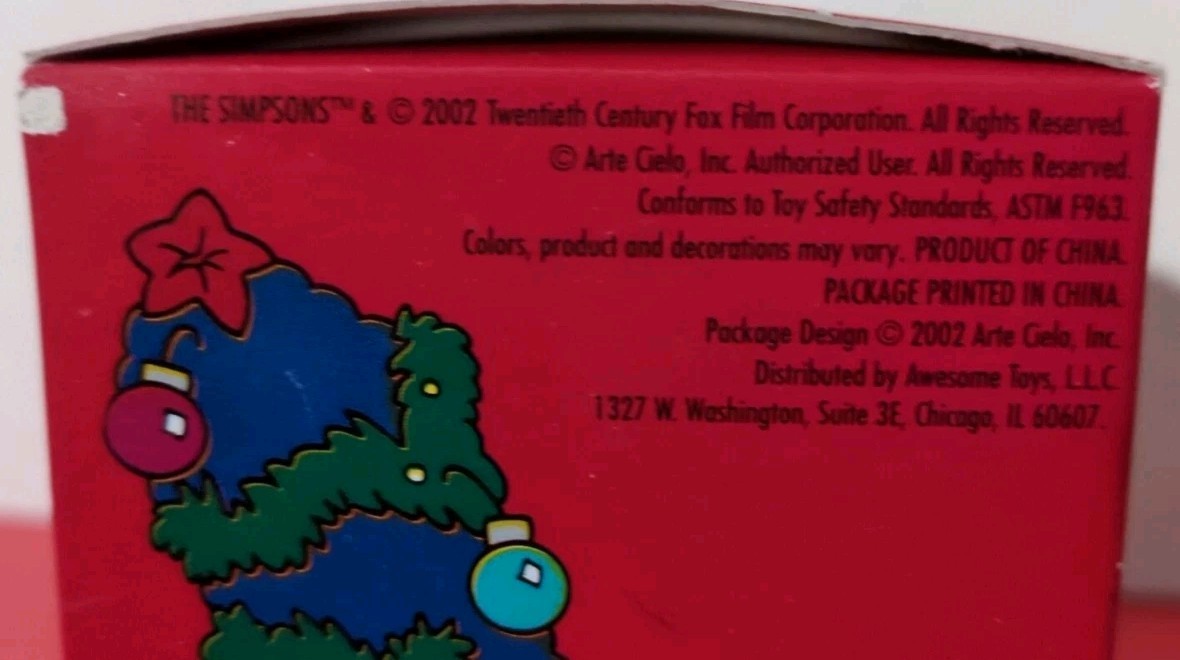 THE SIMPSONS™ & © 2002 Twentieth Century Fox Film Corporation. All Rights Reserved.
© Arte Cielo, Inc. Authorized User. All Rights Reserved.
Conforms to Toy Safety Standards, ASTM F963.
Colors, product and decorations may vary. PRODUCT OF CHINA.
PACKAGE PRINTED IN CHINA.
Package Design © 2002 Arte Cielo, Inc.
Distributed by Awesome Toys, L.L.C.
1327 W. Washington, Suite 3E, Chicago, IL 60607.